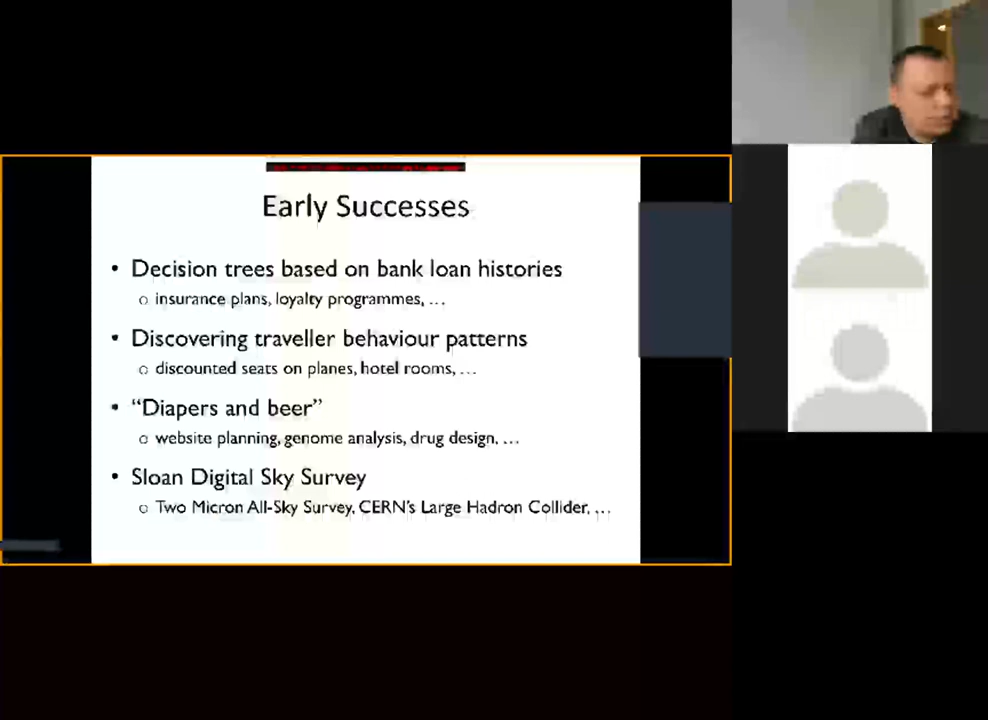 Early Successes
• Decision trees based on bank loan histories
o insurance plans, loyalty programmes, …
• Discovering traveller behaviour patterns
o discounted seats on planes, hotel rooms, …
• “Diapers and beer”
o website planning, genome analysis, drug design, …
• Sloan Digital Sky Survey
o Two Micron All-Sky Survey, CERN’s Large Hadron Collider, …